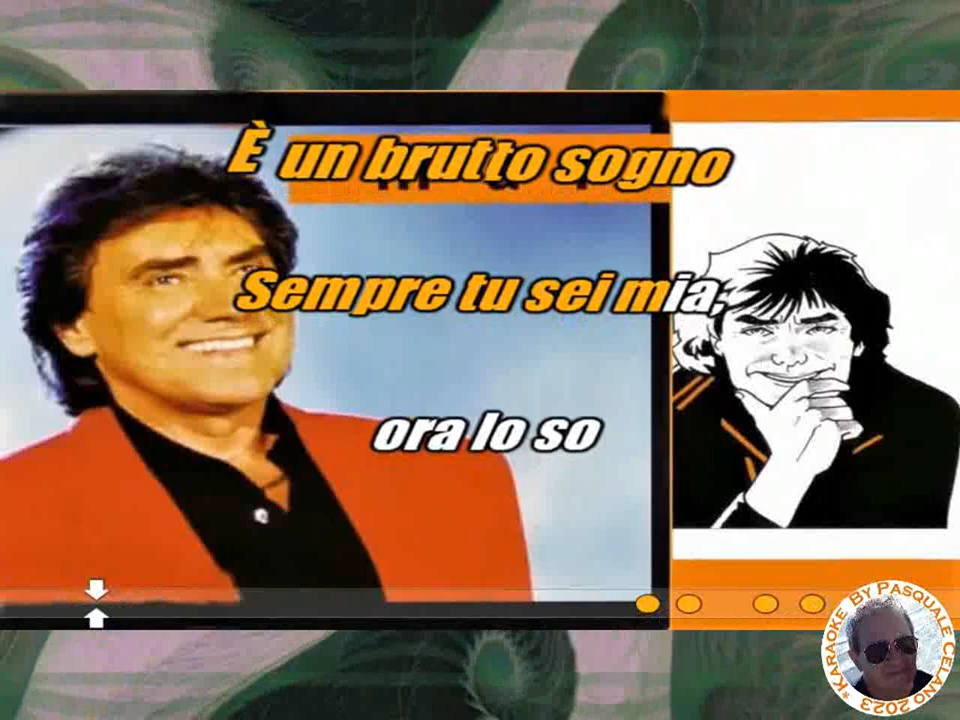 È un brutto sogno
Sempre tu sei mia,
ora lo so
*KARAOKE BY PASQUALE CELANO 2023*